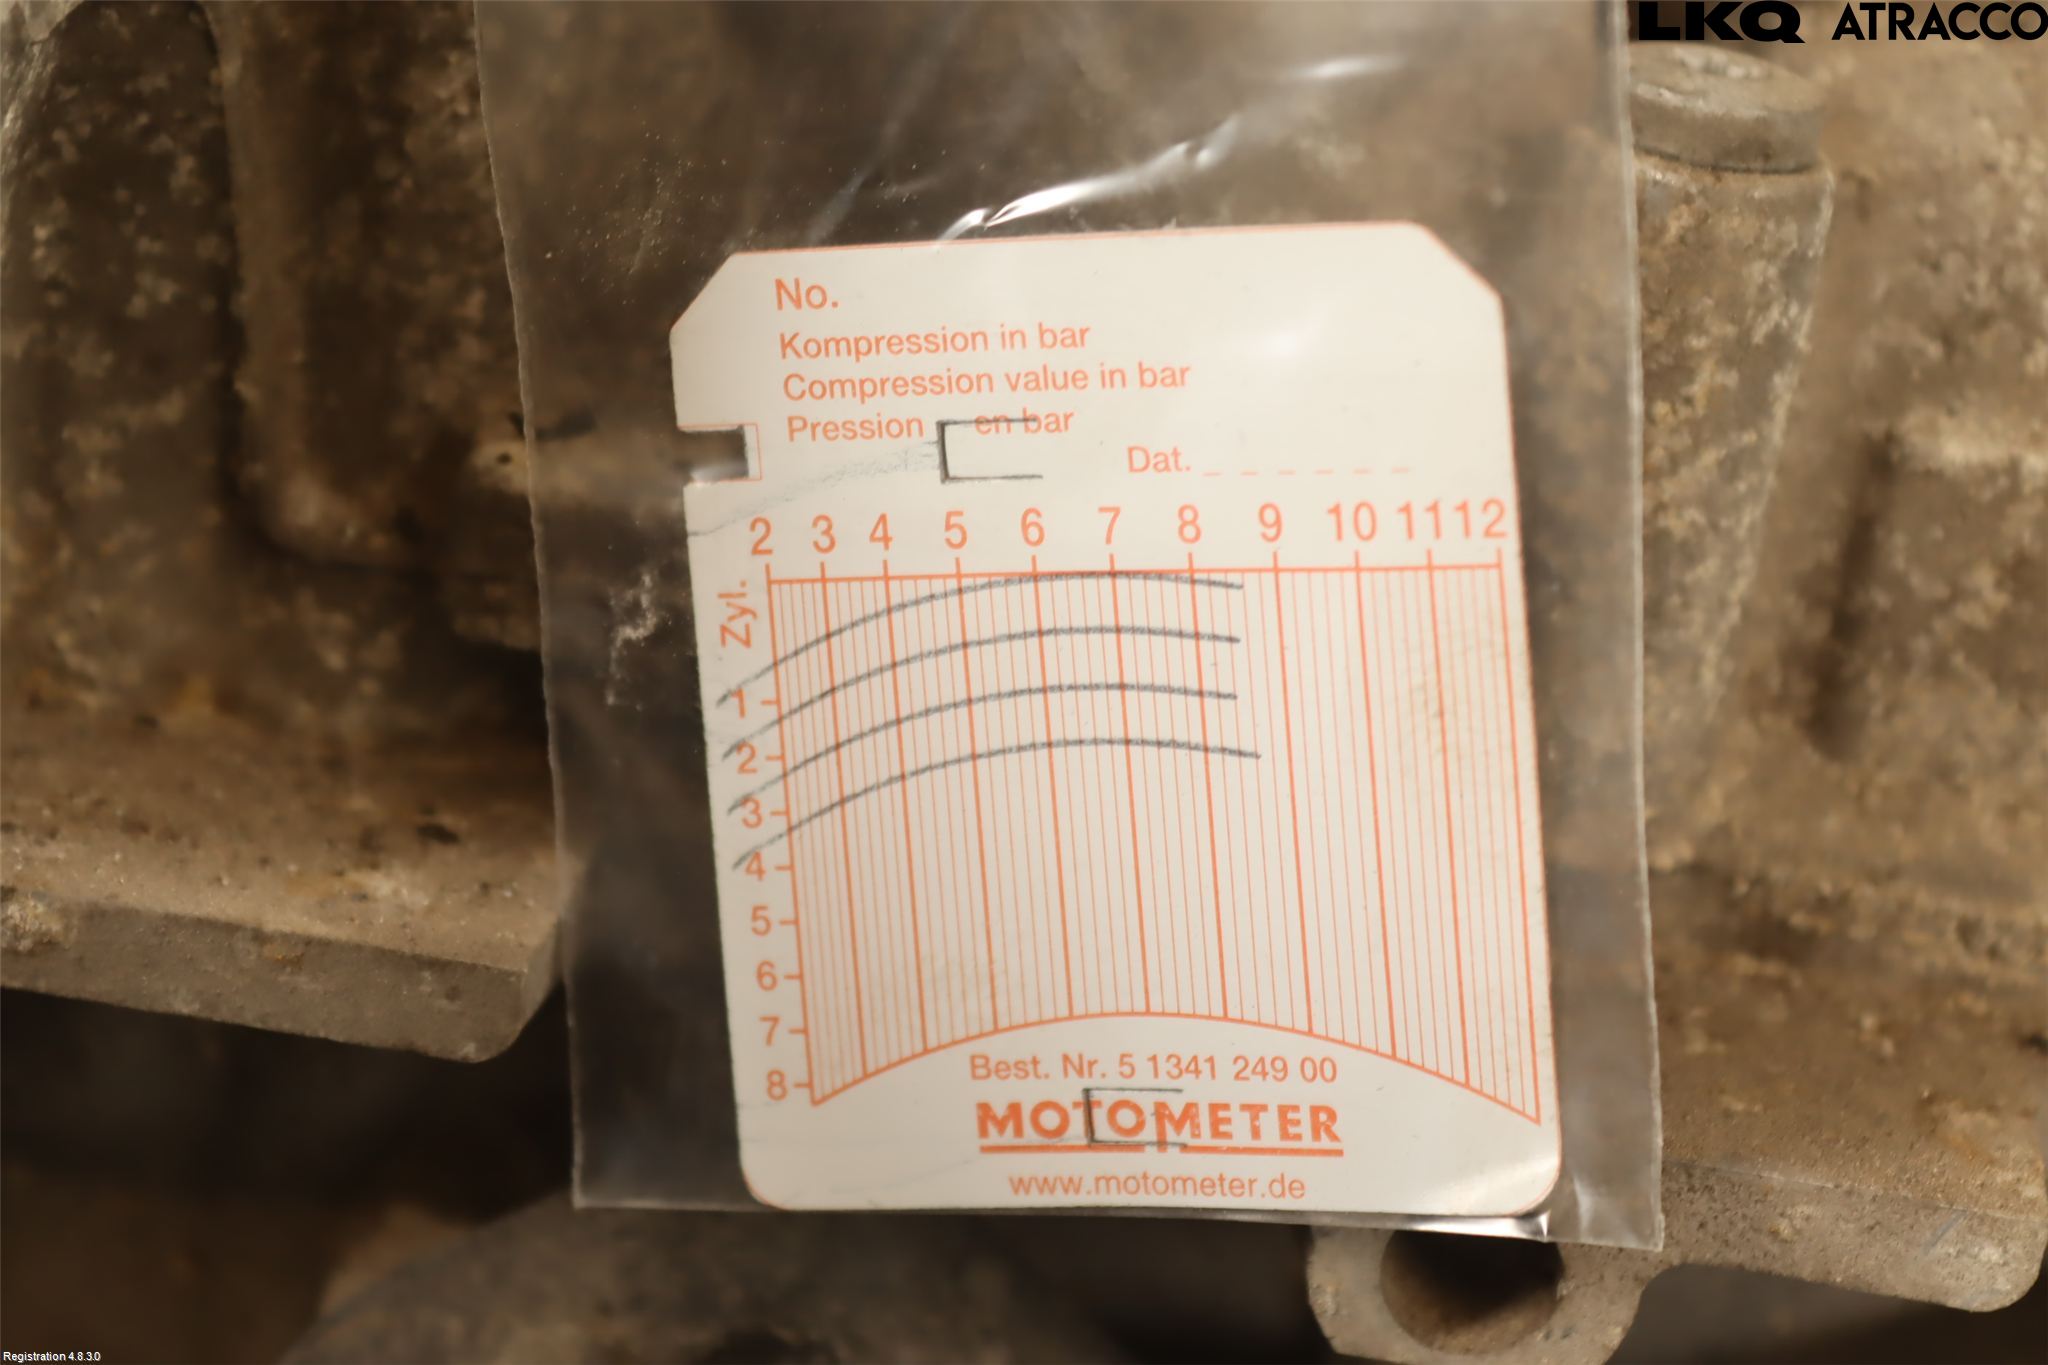 LKQ ATRACCO
No.
Kompression in bar
Compression value in bar
Pression en bar
Dat. _ _ _ _ _ _
2 3 4 5 6 7 8 9 10 11 12
Zyl.
1
2
3
4
5
6
7
8
Best. Nr. 5 1341 249 00
MOTOMETER
www.motometer.de
Registration 4.8.3.0